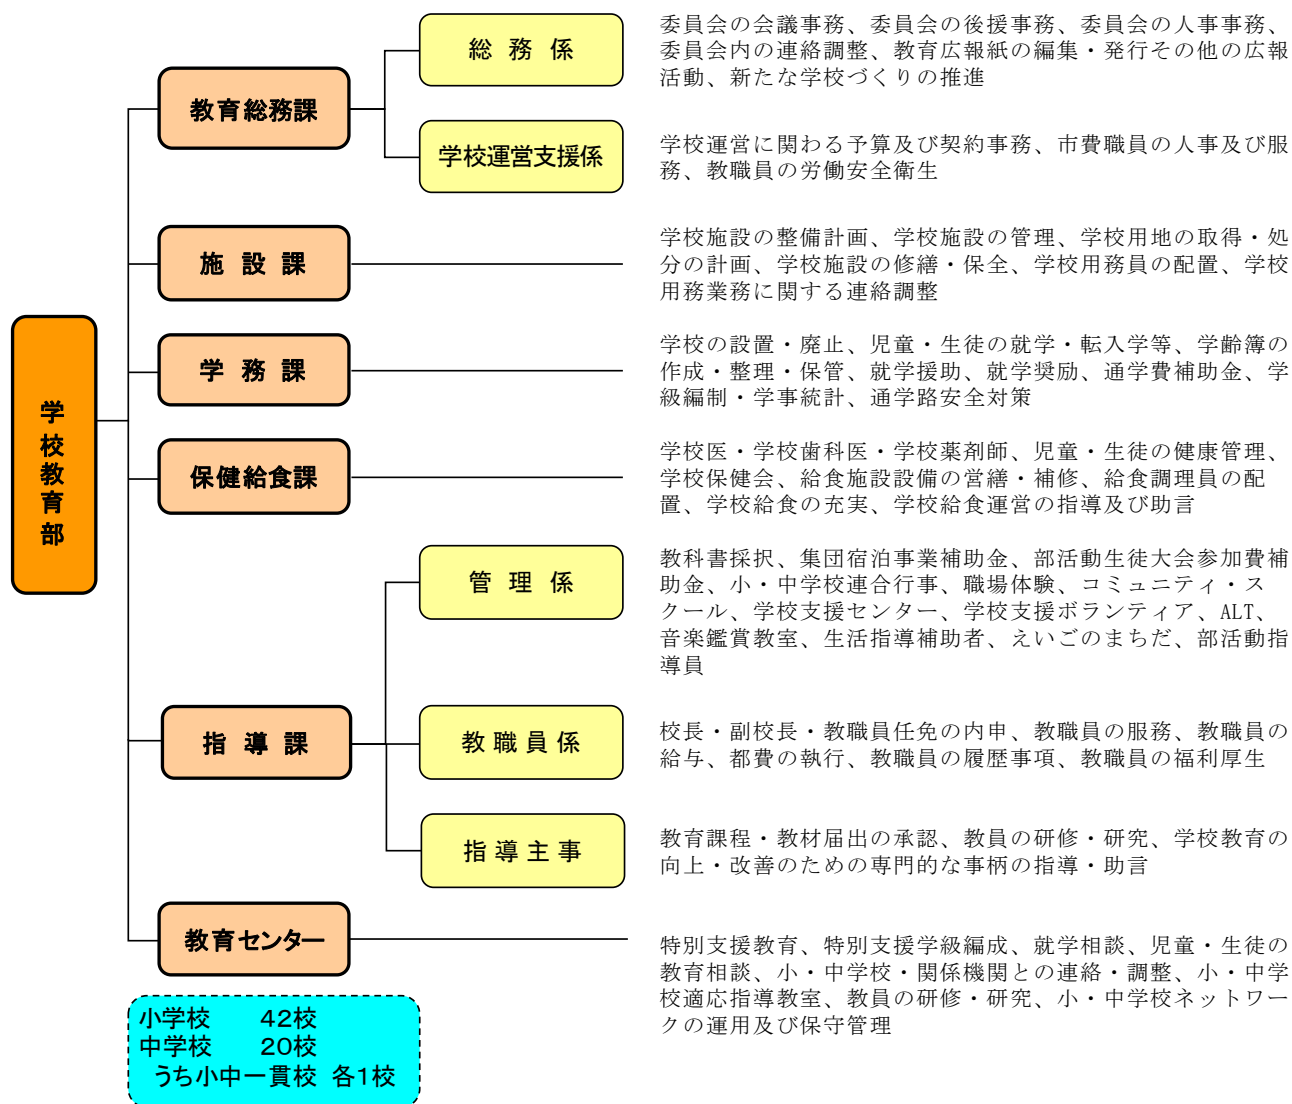 学校教育部
教育総務課
総務係
委員会の会議事務、委員会の後援事務、委員会の人事事務、
委員会内の連絡調整、教育広報紙の編集・発行その他の広報
活動、新たな学校づくりの推進
学校運営支援係
学校運営に関わる予算及び契約事務、市費職員の人事及び服
務、教職員の労働安全衛生
施設課
学校施設の整備計画、学校施設の管理、学校用地の取得・処
分の計画、学校施設の修繕・保全、学校用務員の配置、学校
用務業務に関する連絡調整
学務課
学校の設置・廃止、児童・生徒の就学・転入学等、学齢簿の
作成・整理・保管、就学援助、就学奨励、通学費補助金、学
級編制・学事統計、通学路安全対策
保健給食課
学校医・学校歯科医・学校薬剤師、児童・生徒の健康管理、
学校保健会、給食施設設備の営繕・補修、給食調理員の配
置、学校給食の充実、学校給食運営の指導及び助言
指導課
管理係
教科書採択、集団宿泊事業補助金、部活動生徒大会参加費補
助金、小・中学校連合行事、職場体験、コミュニティ・ス
クール、学校支援センター、学校支援ボランティア、ALT、
音楽鑑賞教室、生活指導補助者、えいごのまちだ、部活動指
導員
教職員係
校長・副校長・教職員任免の内申、教職員の服務、教職員の
給与、都費の執行、教職員の履歴事項、教職員の福利厚生
指導主事
教育課程・教材届出の承認、教員の研修・研究、学校教育の
向上・改善のための専門的な事柄の指導・助言
教育センター
特別支援教育、特別支援学級編成、就学相談、児童・生徒の
教育相談、小・中学校・関係機関との連絡・調整、小・中学
校適応指導教室、教員の研修・研究、小・中学校ネットワー
クの運用及び保守管理
小学校 42校
中学校 20校
うち小中一貫校 各1校